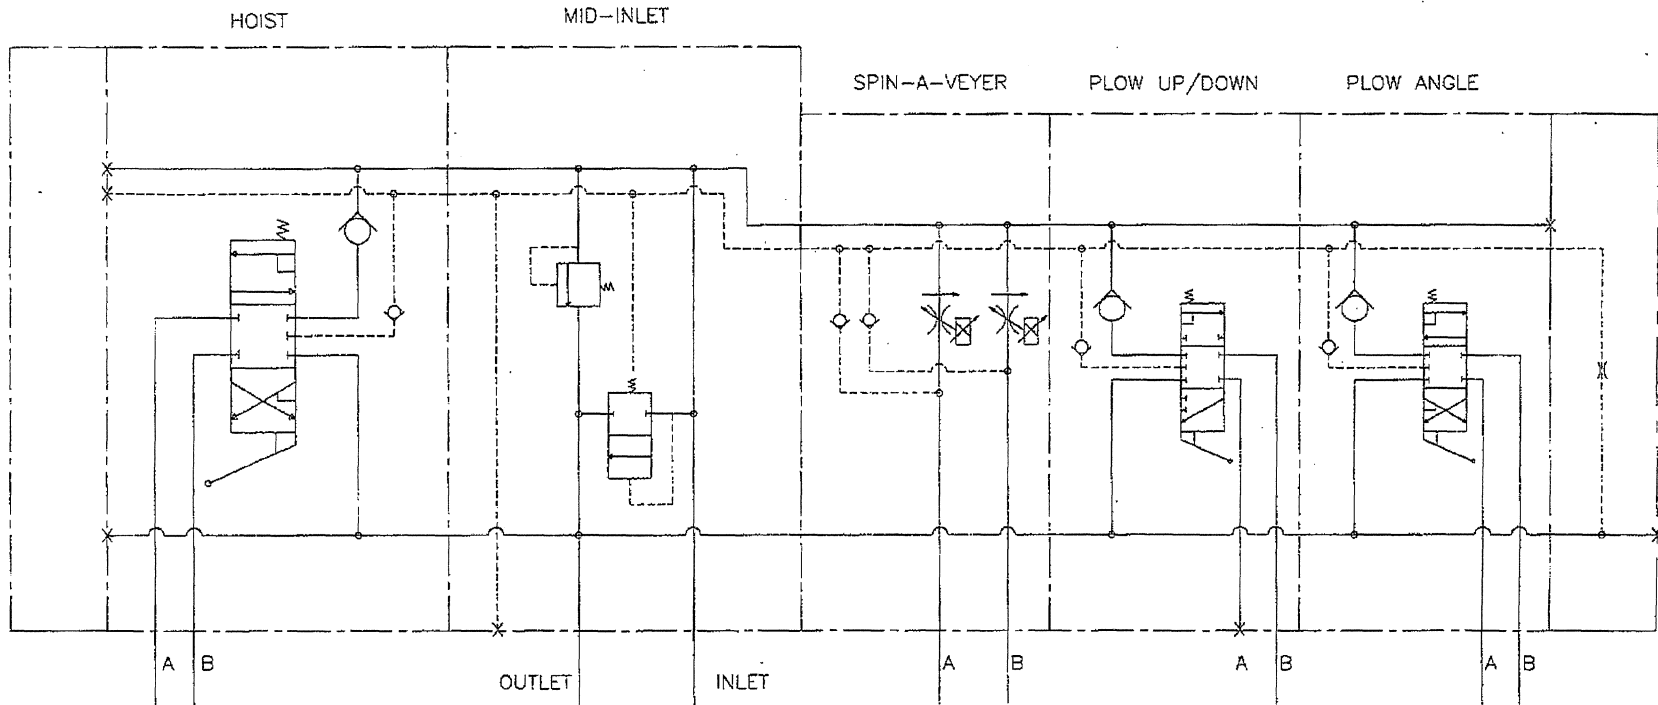 HOIST
MID-INLET
SPIN-A-VEYER
PLOW UP/DOWN
PLOW ANGLE
A
B
OUTLET
INLET
A
B
A
B
A
B